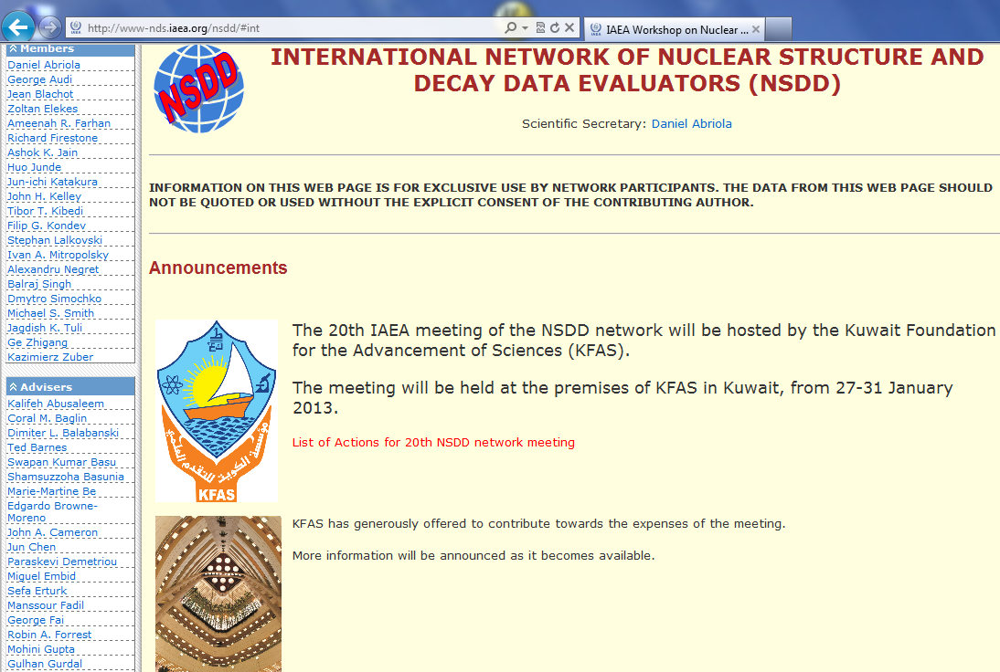 http://www-nds.iaea.org/nsdd/#int
IAEA Workshop on Nuclear ...
Members
Daniel Abriola
George Audi
Jean Blachot
Zoltan Elekes
Ameenah R. Farhan
Richard Firestone
Ashok K. Jain
Huo Junde
Jun-ichi Katakura
John H. Kelley
Tibor T. Kibedi
Filip G. Kondev
Stephan Lalkovski
Ivan A. Mitropolsky
Alexandru Negret
Balraj Singh
Dmytro Simochko
Michael S. Smith
Jagdish K. Tuli
Ge Zhigang
Kazimierz Zuber
Advisers
Kalifeh Abusaleem
Coral M. Baglin
Dimiter L. Balabanski
Ted Barnes
Swapan Kumar Basu
Shamsuzzoha Basunia
Marie-Martine Be
Edgardo Browne-
Moreno
John A. Cameron
Jun Chen
Paraskevi Demetriou
Miguel Embid
Sefa Erturk
Manssour Fadil
George Fai
Robin A. Forrest
Mohini Gupta
Gulhan Gurdal
NSDD
INTERNATIONAL NETWORK OF NUCLEAR STRUCTURE AND
DECAY DATA EVALUATORS (NSDD)
Scientific Secretary: Daniel Abriola
INFORMATION ON THIS WEB PAGE IS FOR EXCLUSIVE USE BY NETWORK PARTICIPANTS. THE DATA FROM THIS WEB PAGE SHOULD
NOT BE QUOTED OR USED WITHOUT THE EXPLICIT CONSENT OF THE CONTRIBUTING AUTHOR.
Announcements
مؤسسة الكويت للتقدم العلمي
KFAS
The 20th IAEA meeting of the NSDD network will be hosted by the Kuwait Foundation
for the Advancement of Sciences (KFAS).
The meeting will be held at the premises of KFAS in Kuwait, from 27-31 January
2013.
List of Actions for 20th NSDD network meeting
KFAS has generously offered to contribute towards the expenses of the meeting.
More information will be announced as it becomes available.